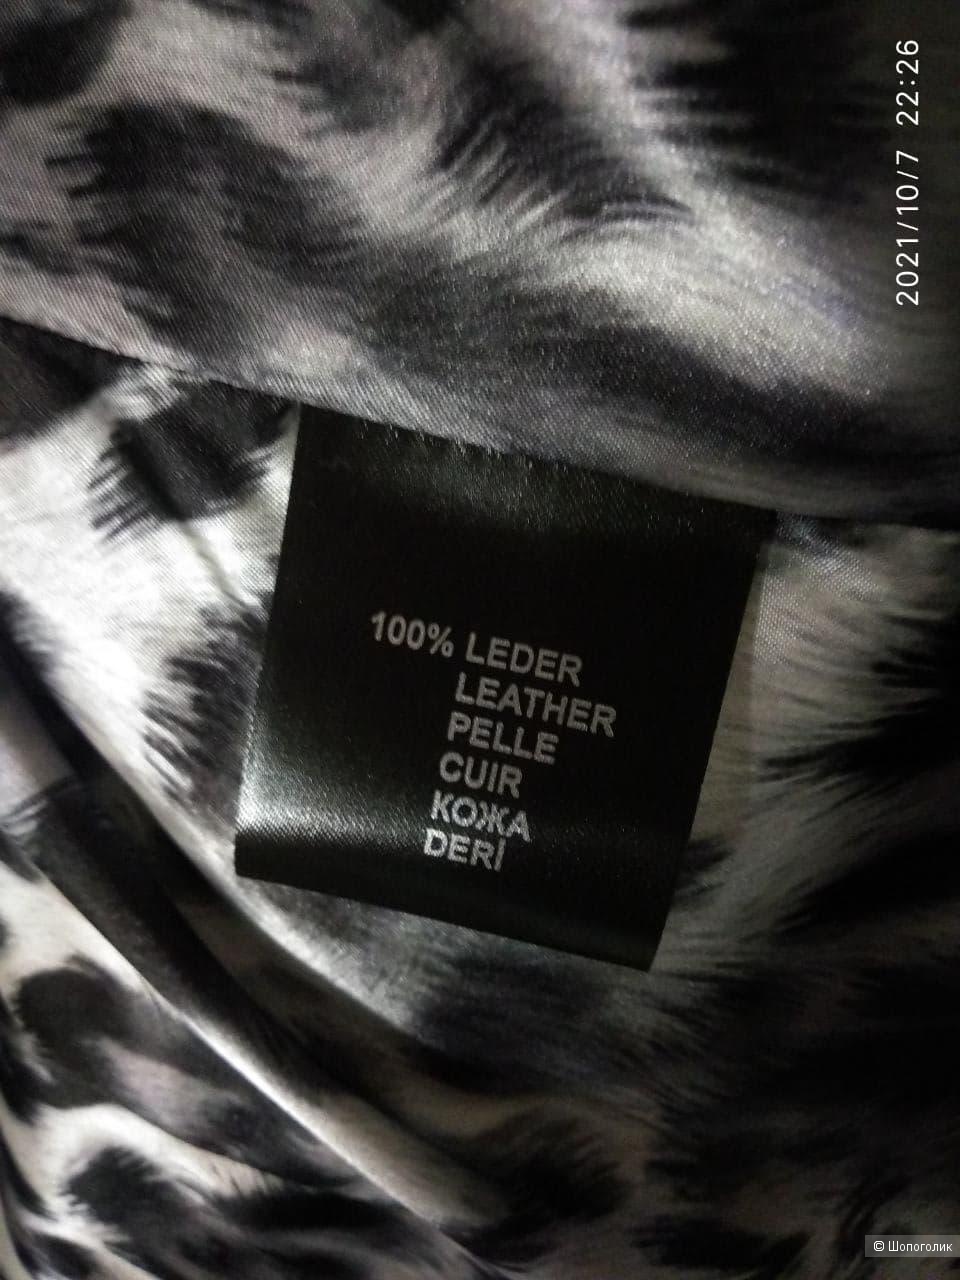 2021/10/7 22:26
100% LEDER
LEATHER
PELLE
CUIR
КОЖА
DERİ
© Шопоголик